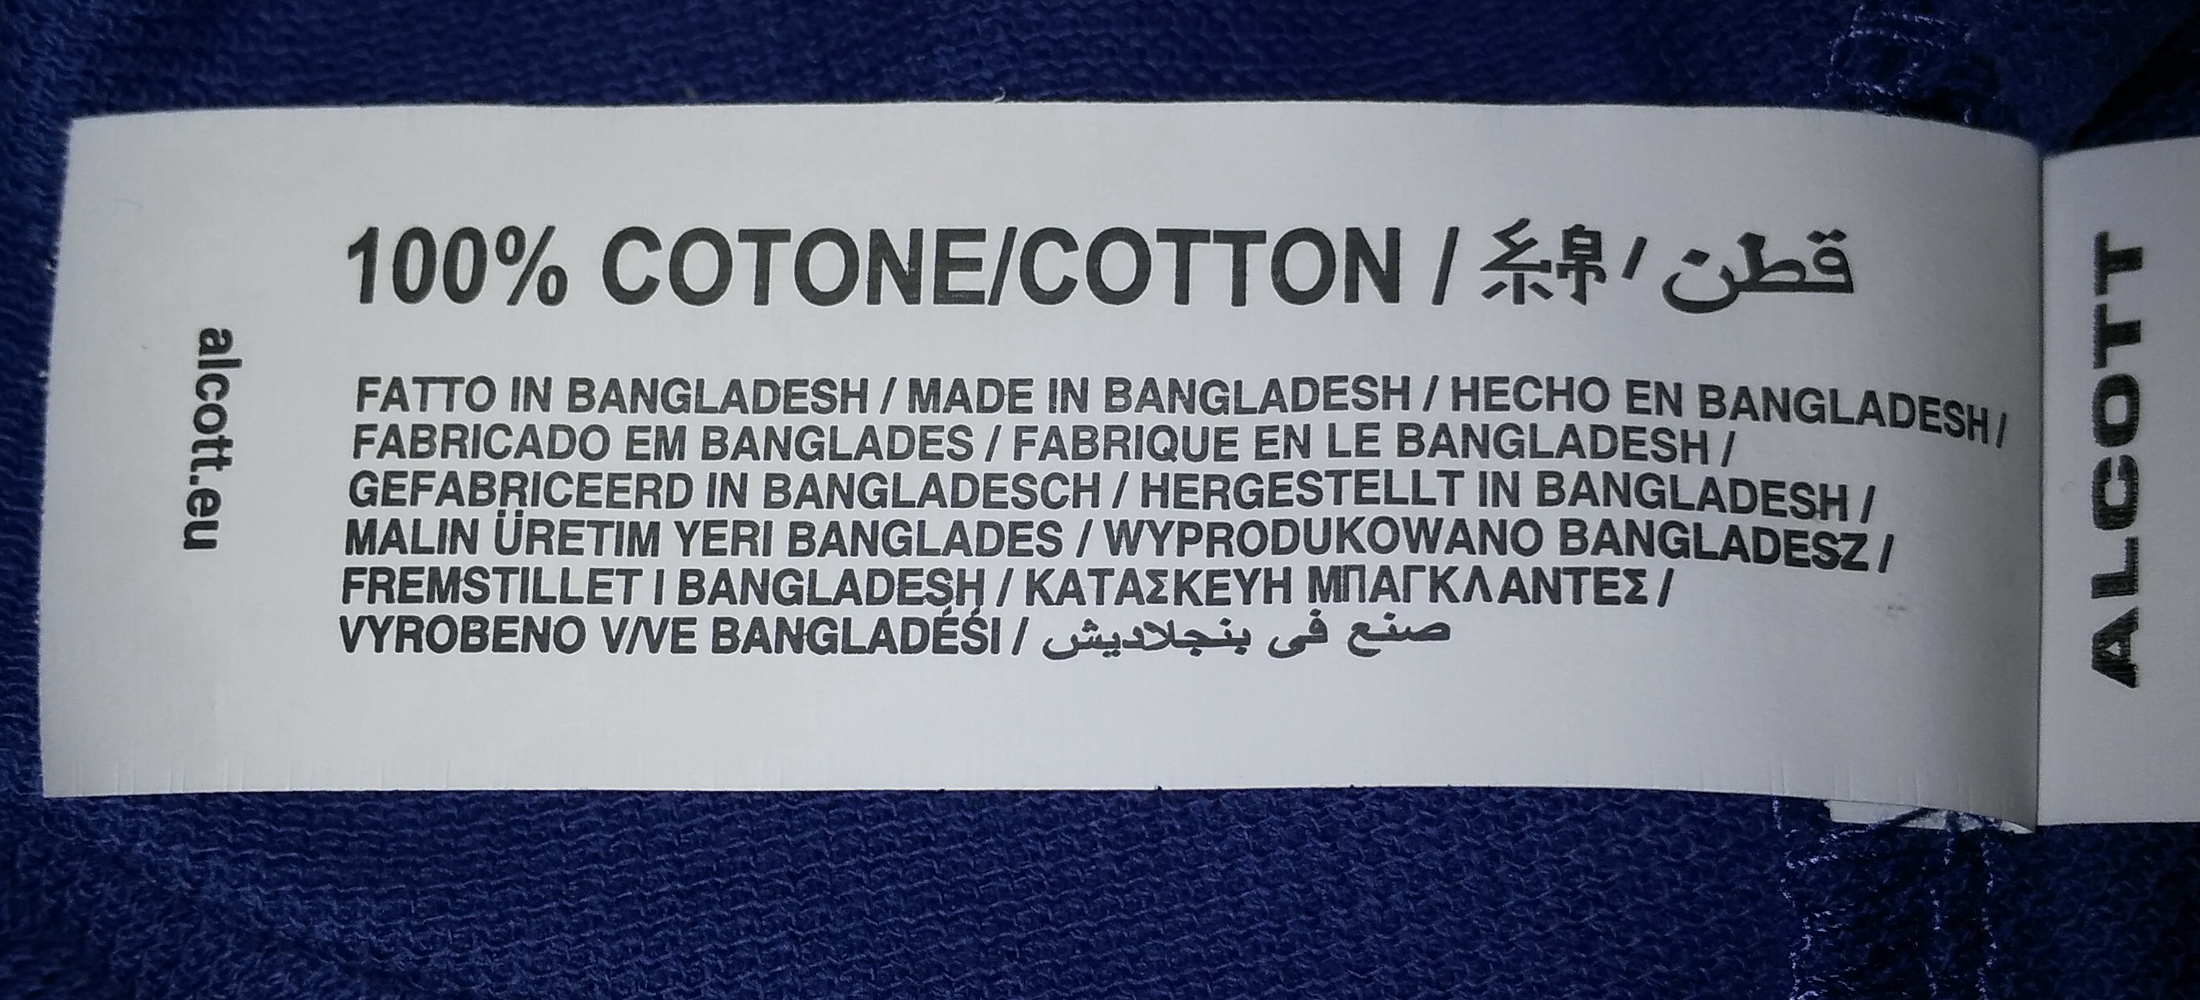 100% COTONE/COTTON / 綿 / قطن
FATTO IN BANGLADESH / MADE IN BANGLADESH / HECHO EN BANGLADESH /
FABRICADO EM BANGLADES / FABRIQUE EN LE BANGLADESH /
GEFABRICEERD IN BANGLADESCH / HERGESTELLT IN BANGLADESH /
MALIN ÜRETIM YERI BANGLADES / WYPRODUKOWANO BANGLADESZ /
FREMSTILLET I BANGLADESH / ΚΑΤΑΣΚΕΥΗ ΜΠΑΓΚΛΑΝΤΕΣ /
VYROBENO V/VE BANGLADÉŚI / صنع فى بنجلاديش
alcott.eu
ALCOTT